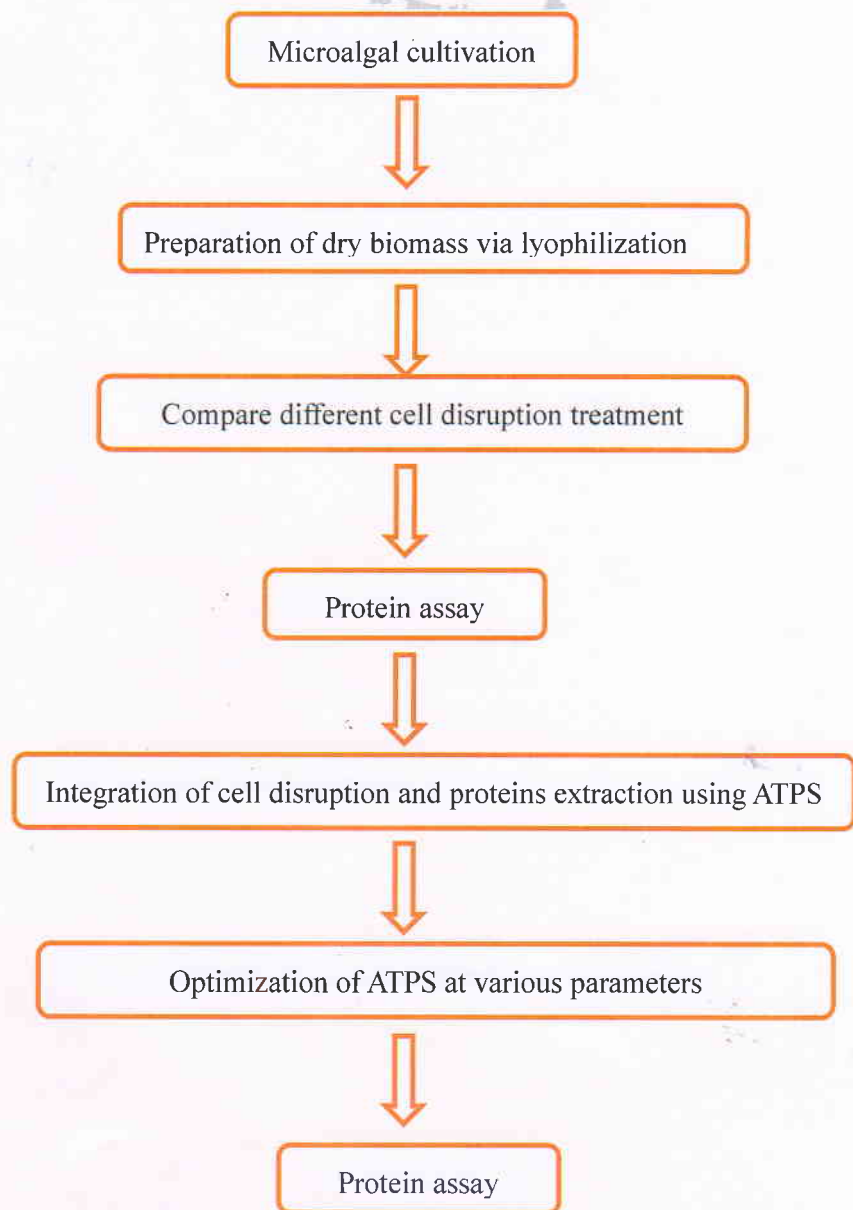 Microalgal cultivation
Preparation of dry biomass via lyophilization
Compare different cell disruption treatment
Protein assay
Integration of cell disruption and proteins extraction using ATPS
Optimization of ATPS at various parameters
Protein assay